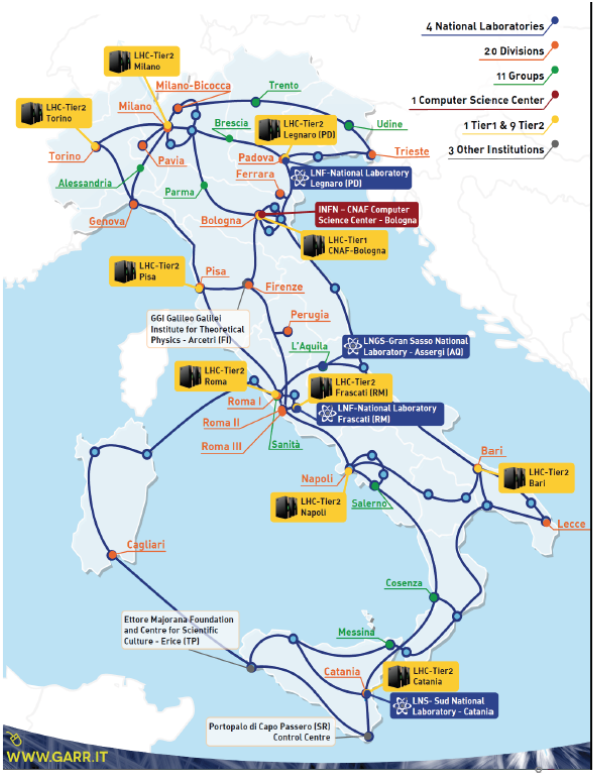 4 National Laboratories
20 Divisions
11 Groups
1 Computer Science Center
1 Tier1 & 9 Tier2
3 Other Institutions
LHC-Tier2
Milano
Milano-Bicocca
Trento
LHC-Tier2
Torino
Milano
Brescia
LHC-Tier2
Legnaro (PD)
Udine
Torino
Pavia
Padova
Trieste
Alessandria
Ferrara
LNF-National Laboratory
Legnaro (PD)
Parma
Genova
Bologna
INFN – CNAF Computer
Science Center - Bologna
LHC-Tier1
CNAF-Bologna
LHC-Tier2
Pisa
Pisa
Firenze
GGI Galileo Galilei
Institute for Theoretical
Physics - Arcetri (FI)
Perugia
L'Aquila
LNGS-Gran Sasso National
Laboratory - Assergi (AQ)
LHC-Tier2
Roma
LHC-Tier2
Frascati (RM)
Roma I
Roma II
Roma III
LNF-National Laboratory
Frascati (RM)
Sanità
Bari
Napoli
LHC-Tier2
Bari
LHC-Tier2
Napoli
Salerno
Lecce
Cagliari
Cosenza
Ettore Majorana Foundation
and Centre for Scientific
Culture - Erice (TP)
Messina
Catania
LHC-Tier2
Catania
LNS- Sud National
Laboratory - Catania
Portopalo di Capo Passero (SR)
Control Centre
WWW.GARR.IT